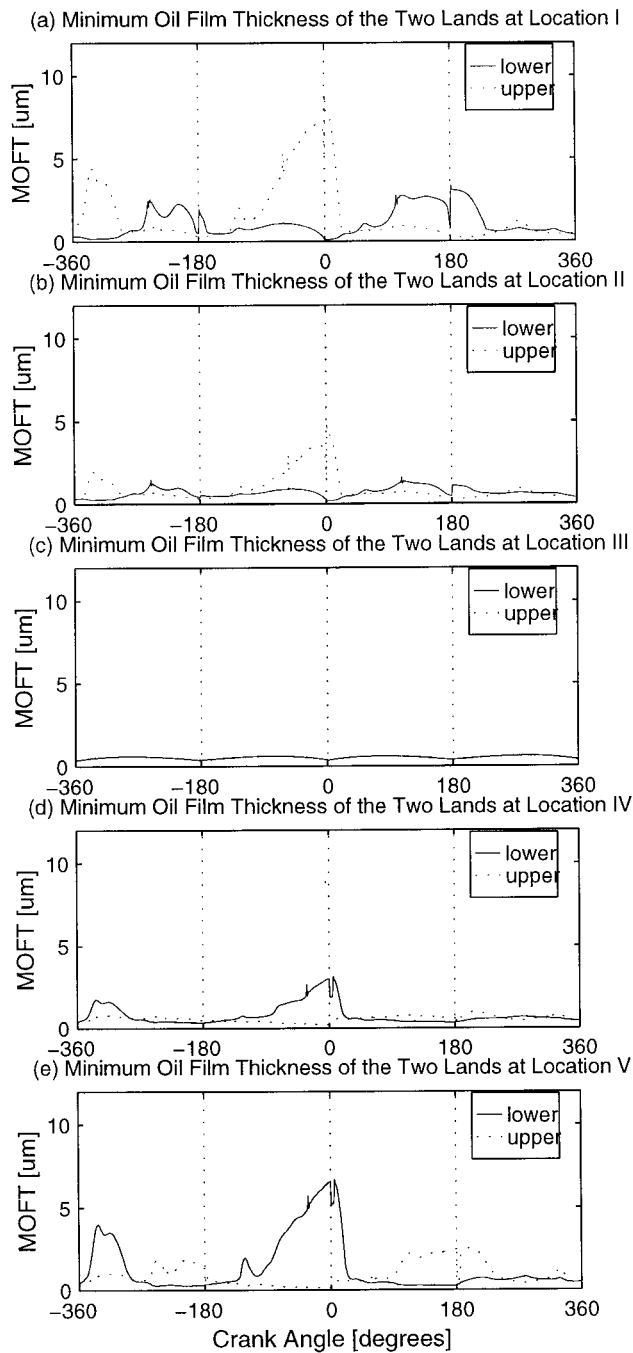 (a) Minimum Oil Film Thickness of the Two Lands at Location I
MOFT [um]
10
5
0
lower
upper
−360 −180 0 180 360
(b) Minimum Oil Film Thickness of the Two Lands at Location II
MOFT [um]
10
5
0
lower
upper
−360 −180 0 180 360
(c) Minimum Oil Film Thickness of the Two Lands at Location III
MOFT [um]
10
5
0
lower
upper
−360 −180 0 180 360
(d) Minimum Oil Film Thickness of the Two Lands at Location IV
MOFT [um]
10
5
0
lower
upper
−360 −180 0 180 360
(e) Minimum Oil Film Thickness of the Two Lands at Location V
MOFT [um]
10
5
0
lower
upper
−360 −180 0 180 360
Crank Angle [degrees]